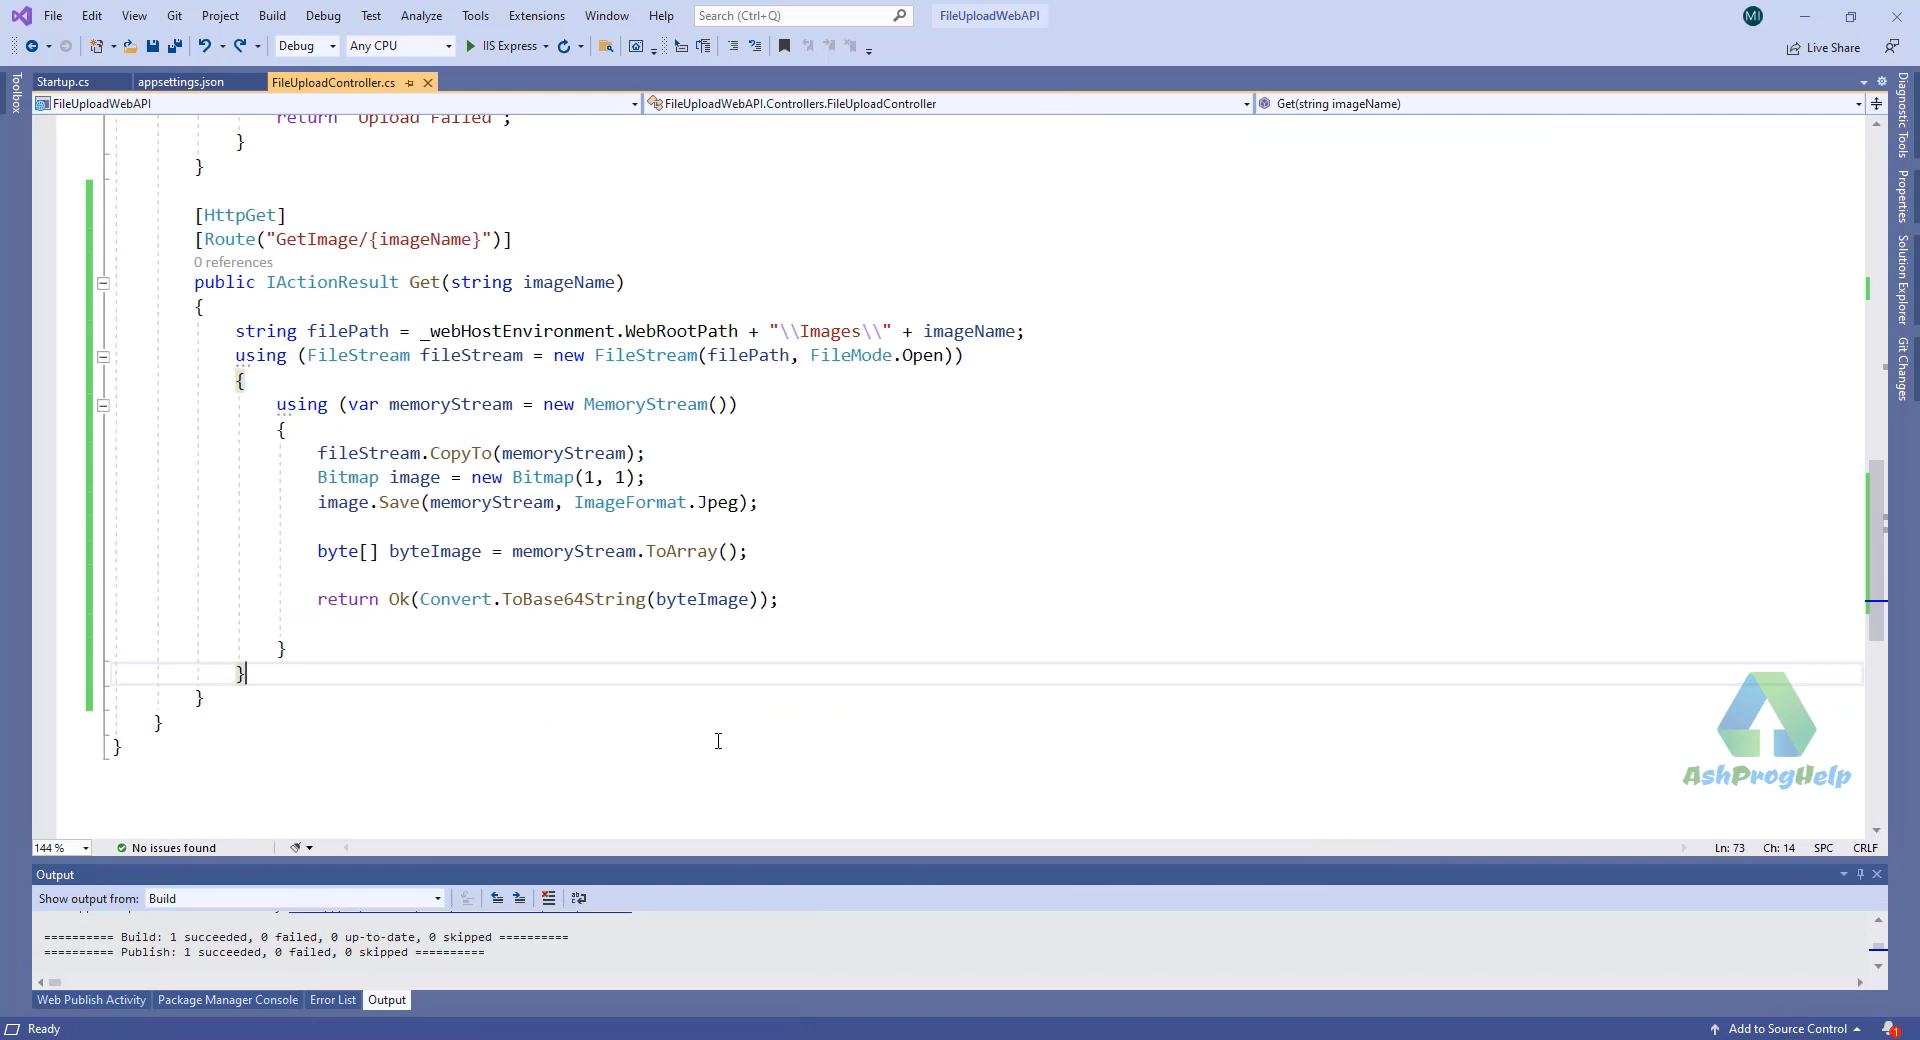 File Edit View Git Project Build Debug Test Analyze Tools Extensions Window Help Search (Ctrl+Q) FileUploadWebAPI MI
Debug Any CPU IIS Express Live Share
Startup.cs appsettings.json FileUploadController.cs
FileUploadWebAPI FileUploadWebAPI.Controllers.FileUploadController Get(string imageName)
Toolbox
return "Upload Failed";
}
}
[HttpGet]
[Route("GetImage/{imageName}")]
0 references
public IActionResult Get(string imageName)
{
string filePath = _webHostEnvironment.WebRootPath + "\\Images\\" + imageName;
using (FileStream fileStream = new FileStream(filePath, FileMode.Open))
{
using (var memoryStream = new MemoryStream())
{
fileStream.CopyTo(memoryStream);
Bitmap image = new Bitmap(1, 1);
image.Save(memoryStream, ImageFormat.Jpeg);
byte[] byteImage = memoryStream.ToArray();
return Ok(Convert.ToBase64String(byteImage));
}
}
}
}
}
Diagnostic Tools
Properties
Solution Explorer
Git Changes
AshProgHelp
144 % No issues found Ln: 73 Ch: 14 SPC CRLF
Output
Show output from: Build
========== Build: 1 succeeded, 0 failed, 0 up-to-date, 0 skipped ==========
========== Publish: 1 succeeded, 0 failed, 0 skipped ==========
Web Publish Activity Package Manager Console Error List Output
Ready Add to Source Control 1